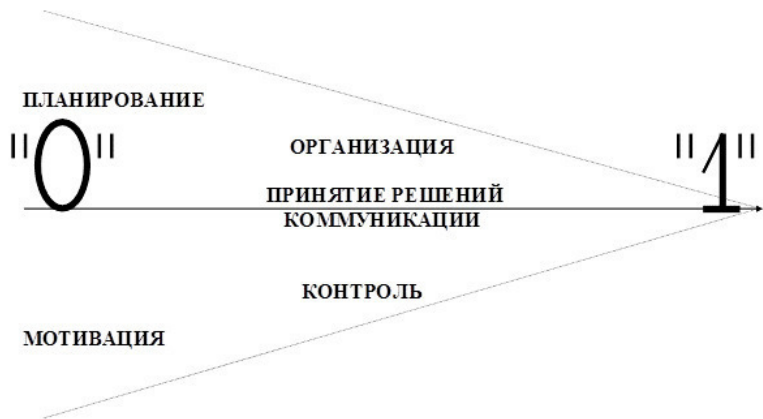 ПЛАНИРОВАНИЕ
"0"
"1"
ОРГАНИЗАЦИЯ
ПРИНЯТИЕ РЕШЕНИЙ
КОММУНИКАЦИИ
КОНТРОЛЬ
МОТИВАЦИЯ